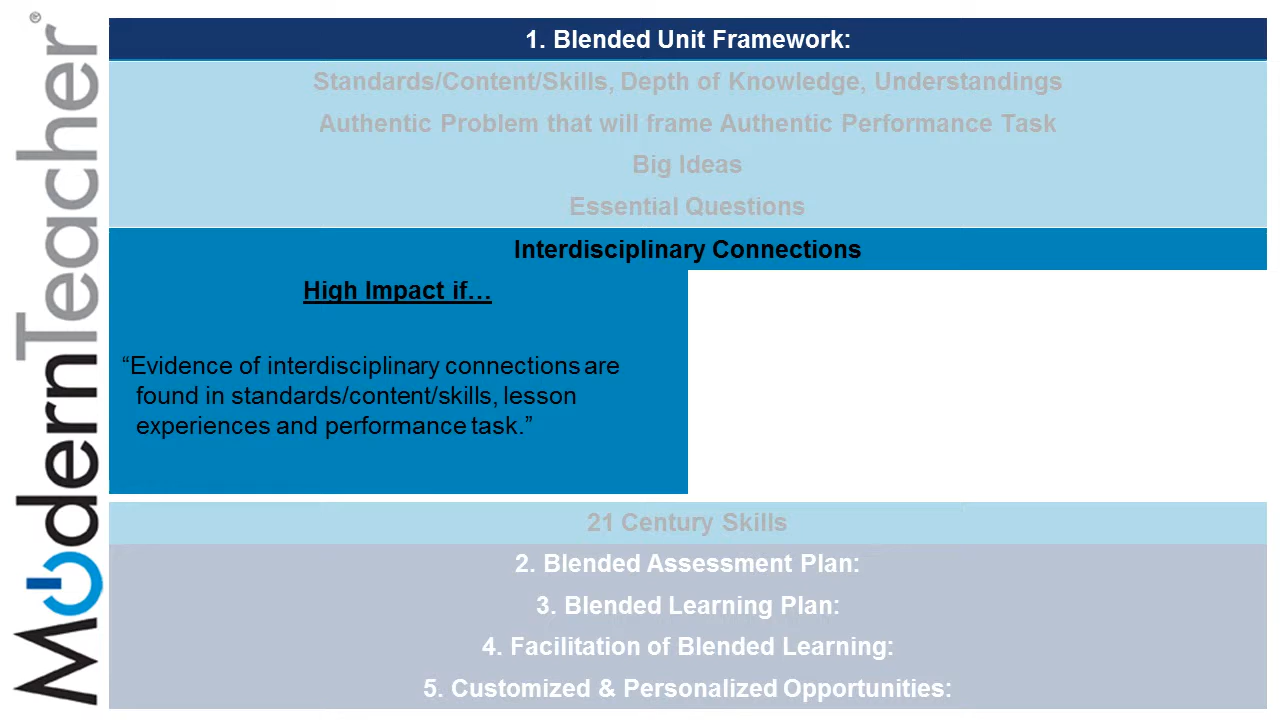 ModernTeacher®
1. Blended Unit Framework:
Standards/Content/Skills, Depth of Knowledge, Understandings
Authentic Problem that will frame Authentic Performance Task
Big Ideas
Essential Questions
Interdisciplinary Connections
High Impact if…
“Evidence of interdisciplinary connections are
found in standards/content/skills, lesson
experiences and performance task.”
21 Century Skills
2. Blended Assessment Plan:
3. Blended Learning Plan:
4. Facilitation of Blended Learning:
5. Customized & Personalized Opportunities: